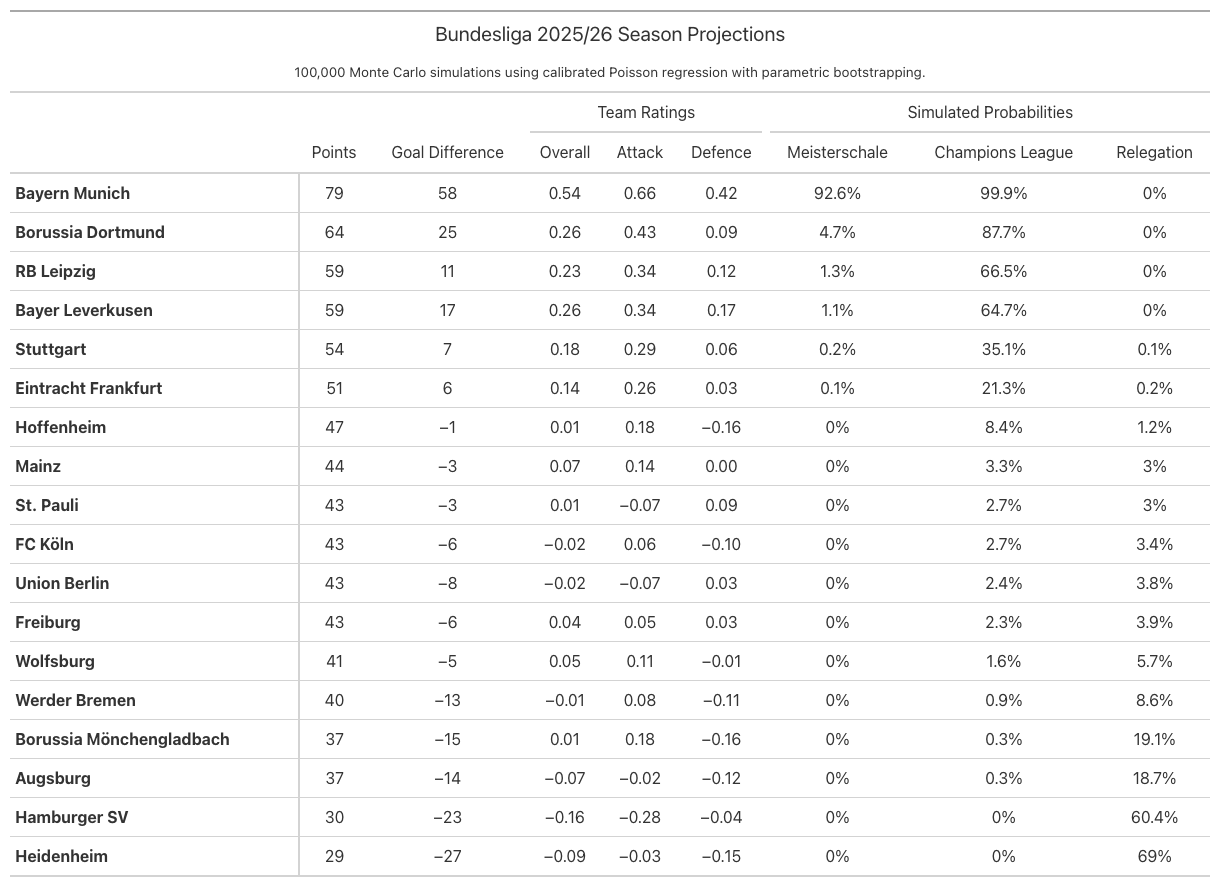 Bundesliga 2025/26 Season Projections
100,000 Monte Carlo simulations using calibrated Poisson regression with parametric bootstrapping.
Team Ratings Simulated Probabilities
Points Goal Difference Overall Attack Defence Meisterschale Champions League Relegation
Bayern Munich 79 58 0.54 0.66 0.42 92.6% 99.9% 0%
Borussia Dortmund 64 25 0.26 0.43 0.09 4.7% 87.7% 0%
RB Leipzig 59 11 0.23 0.34 0.12 1.3% 66.5% 0%
Bayer Leverkusen 59 17 0.26 0.34 0.17 1.1% 64.7% 0%
Stuttgart 54 7 0.18 0.29 0.06 0.2% 35.1% 0.1%
Eintracht Frankfurt 51 6 0.14 0.26 0.03 0.1% 21.3% 0.2%
Hoffenheim 47 −1 0.01 0.18 −0.16 0% 8.4% 1.2%
Mainz 44 −3 0.07 0.14 0.00 0% 3.3% 3%
St. Pauli 43 −3 0.01 −0.07 0.09 0% 2.7% 3%
FC Köln 43 −6 −0.02 0.06 −0.10 0% 2.7% 3.4%
Union Berlin 43 −8 −0.02 −0.07 0.03 0% 2.4% 3.8%
Freiburg 43 −6 0.04 0.05 0.03 0% 2.3% 3.9%
Wolfsburg 41 −5 0.05 0.11 −0.01 0% 1.6% 5.7%
Werder Bremen 40 −13 −0.01 0.08 −0.11 0% 0.9% 8.6%
Borussia Mönchengladbach 37 −15 0.01 0.18 −0.16 0% 0.3% 19.1%
Augsburg 37 −14 −0.07 −0.02 −0.12 0% 0.3% 18.7%
Hamburger SV 30 −23 −0.16 −0.28 −0.04 0% 0% 60.4%
Heidenheim 29 −27 −0.09 −0.03 −0.15 0% 0% 69%